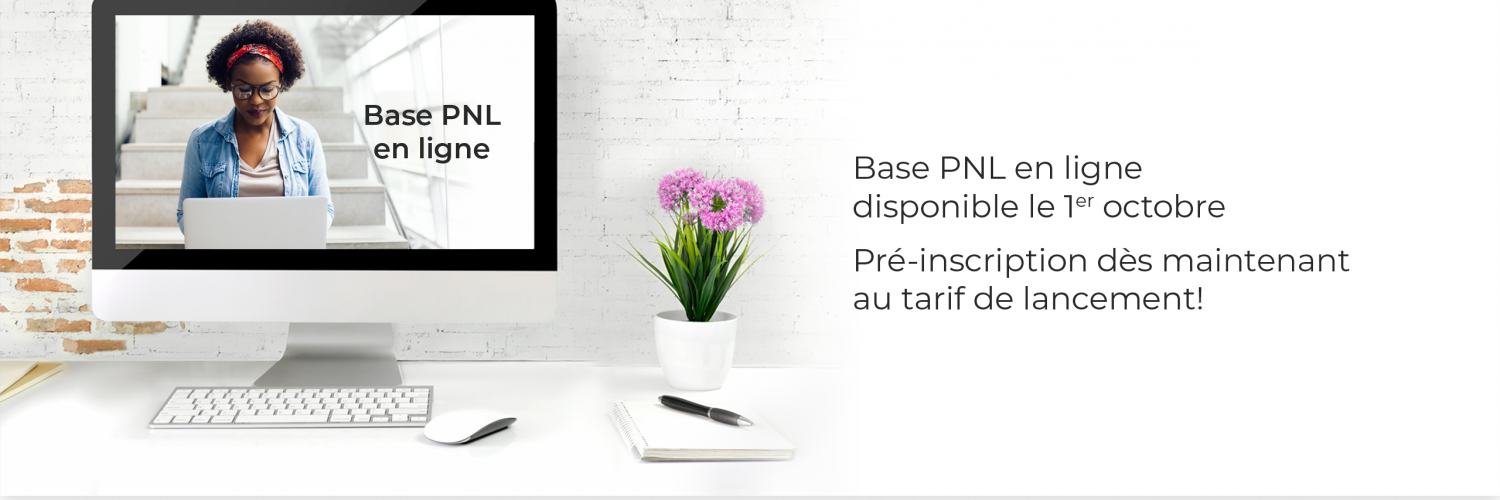 Base PNL
en ligne
Base PNL en ligne
disponible le 1er octobre
Pré-inscription dès maintenant
au tarif de lancement!